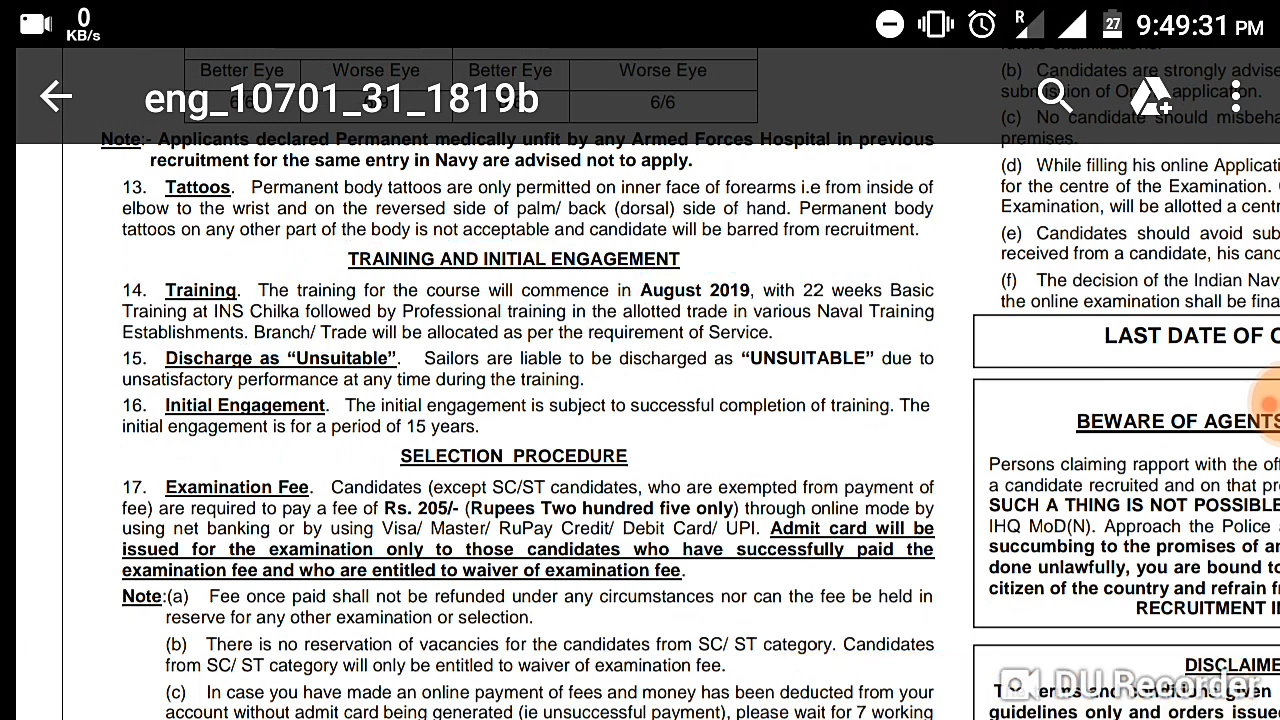 0
KB/s
R
27
9:49:31 PM
eng_10701_31_1819b
Better Eye Worse Eye Better Eye Worse Eye
6/6
Note:- Applicants declared Permanent medically unfit by any Armed Forces Hospital in previous
recruitment for the same entry in Navy are advised not to apply.
13. Tattoos. Permanent body tattoos are only permitted on inner face of forearms i.e from inside of
elbow to the wrist and on the reversed side of palm/ back (dorsal) side of hand. Permanent body
tattoos on any other part of the body is not acceptable and candidate will be barred from recruitment.
TRAINING AND INITIAL ENGAGEMENT
14. Training. The training for the course will commence in August 2019, with 22 weeks Basic
Training at INS Chilka followed by Professional training in the allotted trade in various Naval Training
Establishments. Branch/ Trade will be allocated as per the requirement of Service.
15. Discharge as “Unsuitable”. Sailors are liable to be discharged as “UNSUITABLE” due to
unsatisfactory performance at any time during the training.
16. Initial Engagement. The initial engagement is subject to successful completion of training. The
initial engagement is for a period of 15 years.
SELECTION PROCEDURE
17. Examination Fee. Candidates (except SC/ST candidates, who are exempted from payment of
fee) are required to pay a fee of Rs. 205/- (Rupees Two hundred five only) through online mode by
using net banking or by using Visa/ Master/ RuPay Credit/ Debit Card/ UPI. Admit card will be
issued for the examination only to those candidates who have successfully paid the
examination fee and who are entitled to waiver of examination fee.
Note:(a) Fee once paid shall not be refunded under any circumstances nor can the fee be held in
reserve for any other examination or selection.
(b) There is no reservation of vacancies for the candidates from SC/ ST category. Candidates
from SC/ ST category will only be entitled to waiver of examination fee.
(c) In case you have made an online payment of fees and money has been deducted from your
account without admit card being generated (ie unsuccessful payment), please wait for 7 working
(b) Candidates are strongly advise
submission of application.
(c) No candidate should misbeha
premises.
(d) While filling his online Applicati
for the centre of the Examination.
Examination, will be allotted a centr
(e) Candidates should avoid sub
received from a candidate, his cand
(f) The decision of the Indian Nav
the online examination shall be fina
LAST DATE OF
BEWARE OF AGENTS
Persons claiming rapport with the off
a candidate recruited and on that pr
SUCH A THING IS NOT POSSIBLE
IHQ MoD(N). Approach the Police
succumbing to the promises of an
done unlawfully, you are bound to
citizen of the country and refrain f
RECRUITMENT I
DISCLAIME
terms and condition given
guidelines only and orders issue
DU Recorder